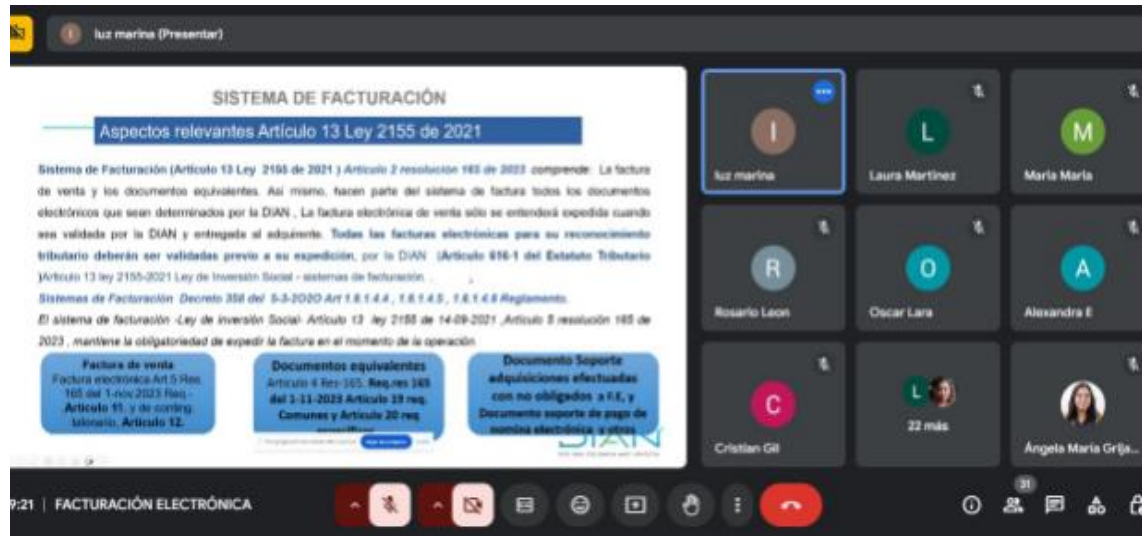 luz marina (Presentar)
SISTEMA DE FACTURACIÓN
Aspectos relevantes Artículo 13 Ley 2155 de 2021
Sistema de Facturación (Artículo 13 Ley 2155 de 2021 ) Artículo 2 resolución 165 de 2023 comprende: La factura
de venta y los documentos equivalentes. Así mismo, hacen parte del sistema de factura todos los documentos
electrónicos que sean determinados por la DIAN , La factura electrónica de venta sólo se entenderá expedida cuando
sea validada por la DIAN y entregada al adquirente. Todas las facturas electrónicas para su reconocimiento
tributario deberán ser validadas previo a su expedición, por la DIAN (Artículo 616-1 del Estatuto Tributario
)Artículo 13 ley 2155-2021 Ley de Inversión Social - sistemas de facturación. .
Sistemas de Facturación Decreto 358 del 5-3-2020 Art 1.6.1.4.4 , 1.6.1.4.5 , 1.6.1.4.6 Reglamento.
El sistema de facturación -Ley de inversión Social- Artículo 13 ley 2155 de 14-09-2021 ,Artículo 5 resolución 165 de
2023 , mantiene la obligatoriedad de expedir la factura en el momento de la operación
Factura de venta
Factura electrónica Art 5 Res.
165 del 1-nov 2023 Req.-
Artículo 11, y de conting.
talonario, Artículo 12.
Documentos equivalentes
Artículo 4 Res-165. Req.res 165
del 1-11-2023 Artículo 19 req.
Comunes y Artículo 20 req
Documento Soporte
adquisiciones efectuadas
con no obligados a F.E, y
Documento soporte de pago de
nomina electrónica y otros
DIAN
I
luz marina
L
Laura Martinez
M
Maria Maria
R
Rosario Leon
O
Oscar Lara
A
Alexandra E
C
Cristian Gil
L
22 más
Ángela María Grija...
9:21 | FACTURACIÓN ELECTRÓNICA
31